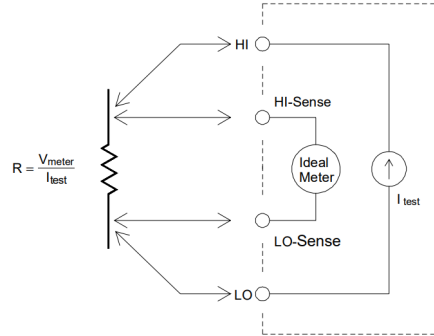 HI
HI-Sense
R = Vmeter / Itest
Ideal
Meter
I test
LO-Sense
LO